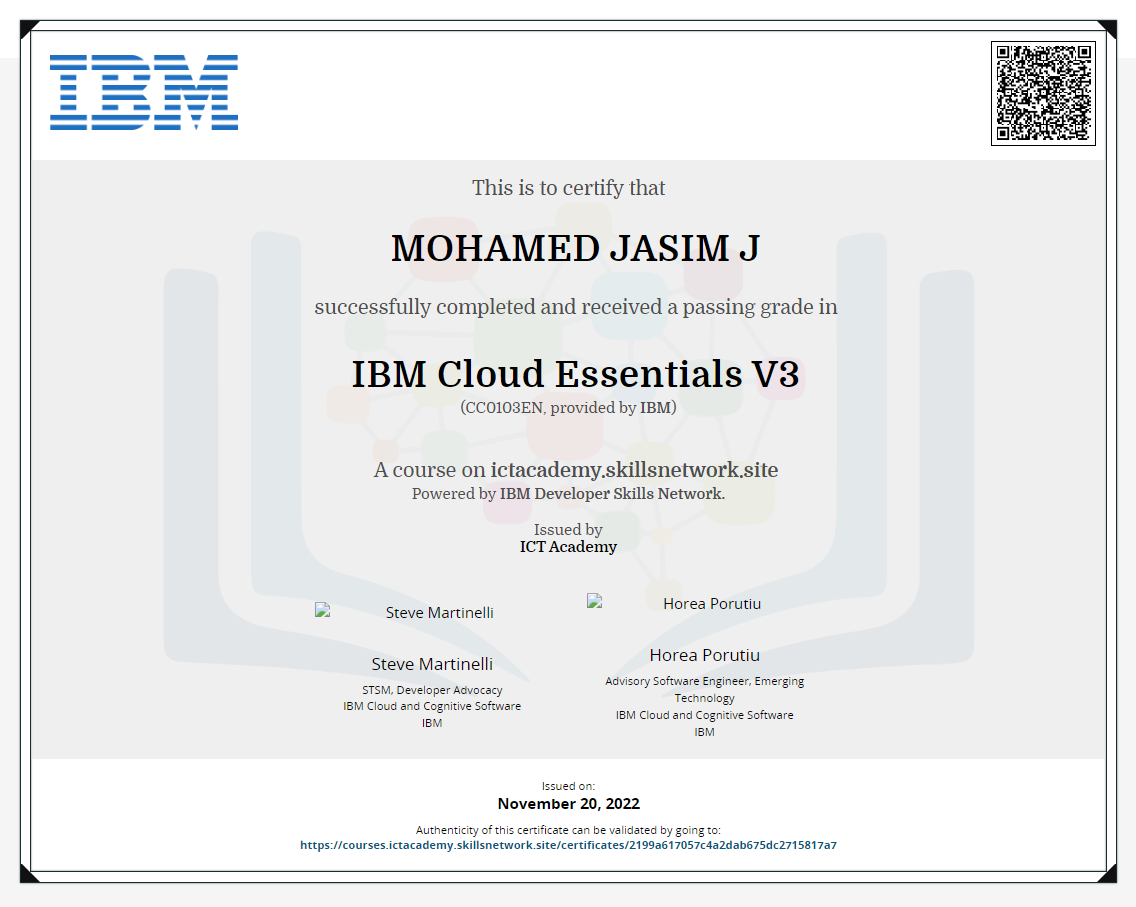 IBM
This is to certify that
MOHAMED JASIM J
successfully completed and received a passing grade in
IBM Cloud Essentials V3
(CC0103EN, provided by IBM)
A course on ictacademy.skillsnetwork.site
Powered by IBM Developer Skills Network.
Issued by
ICT Academy
Steve Martinelli
Horea Porutiu
Steve Martinelli
STSM, Developer Advocacy
IBM Cloud and Cognitive Software
IBM
Horea Porutiu
Advisory Software Engineer, Emerging
Technology
IBM Cloud and Cognitive Software
IBM
Issued on:
November 20, 2022
Authenticity of this certificate can be validated by going to:
https://courses.ictacademy.skillsnetwork.site/certificates/2199a617057c4a2dab675dc2715817a7